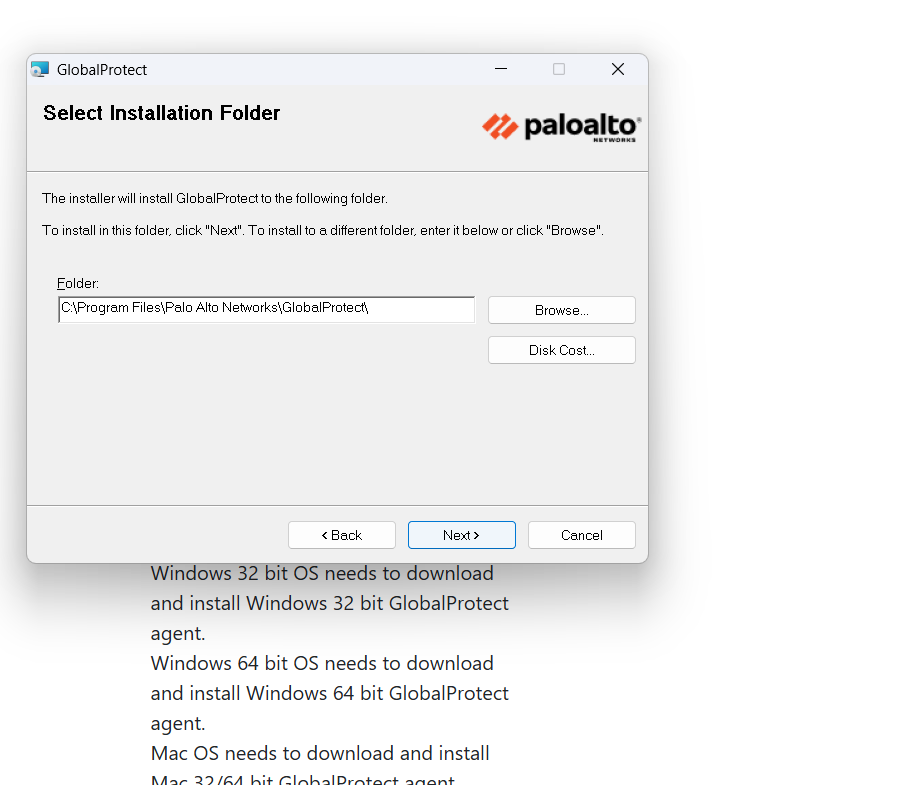 GlobalProtect
Select Installation Folder
paloalto®
NETWORKS
The installer will install GlobalProtect to the following folder.
To install in this folder, click "Next". To install to a different folder, enter it below or click "Browse".
Folder:
C:\Program Files\Palo Alto Networks\GlobalProtect\
Browse...
Disk Cost...
< Back
Next >
Cancel
Windows 32 bit OS needs to download
and install Windows 32 bit GlobalProtect
agent.
Windows 64 bit OS needs to download
and install Windows 64 bit GlobalProtect
agent.
Mac OS needs to download and install
Mac 32/64 bit GlobalProtect agent